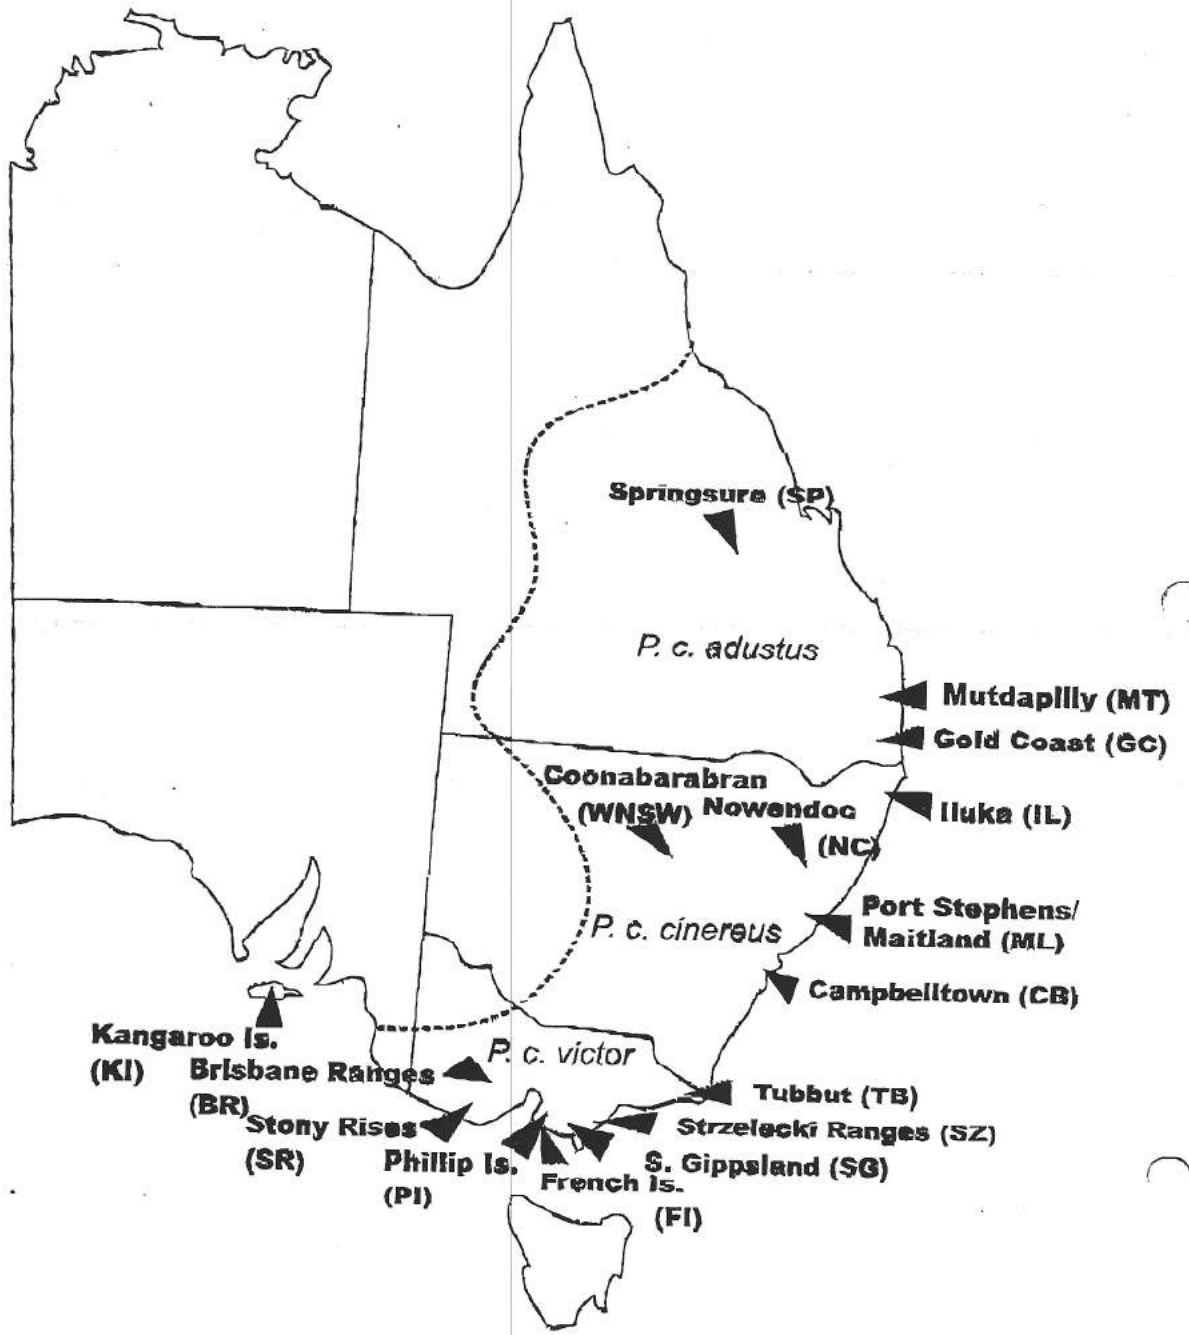 Springsure (SP)
P. c. adustus
Mutdapilly (MT)
Gold Coast (GC)
Coonabarabran
(WNSW)
Nowendoc
(NC)
Iluka (IL)
P. c. cinereus
Port Stephens/
Maitland (ML)
Campbelltown (CB)
Kangaroo Is.
(KI)
P. c. victor
Brisbane Ranges
(BR)
Tubbut (TB)
Stony Rises
(SR)
Strzelecki Ranges (SZ)
Phillip Is.
(PI)
S. Gippsland (SG)
French Is.
(FI)